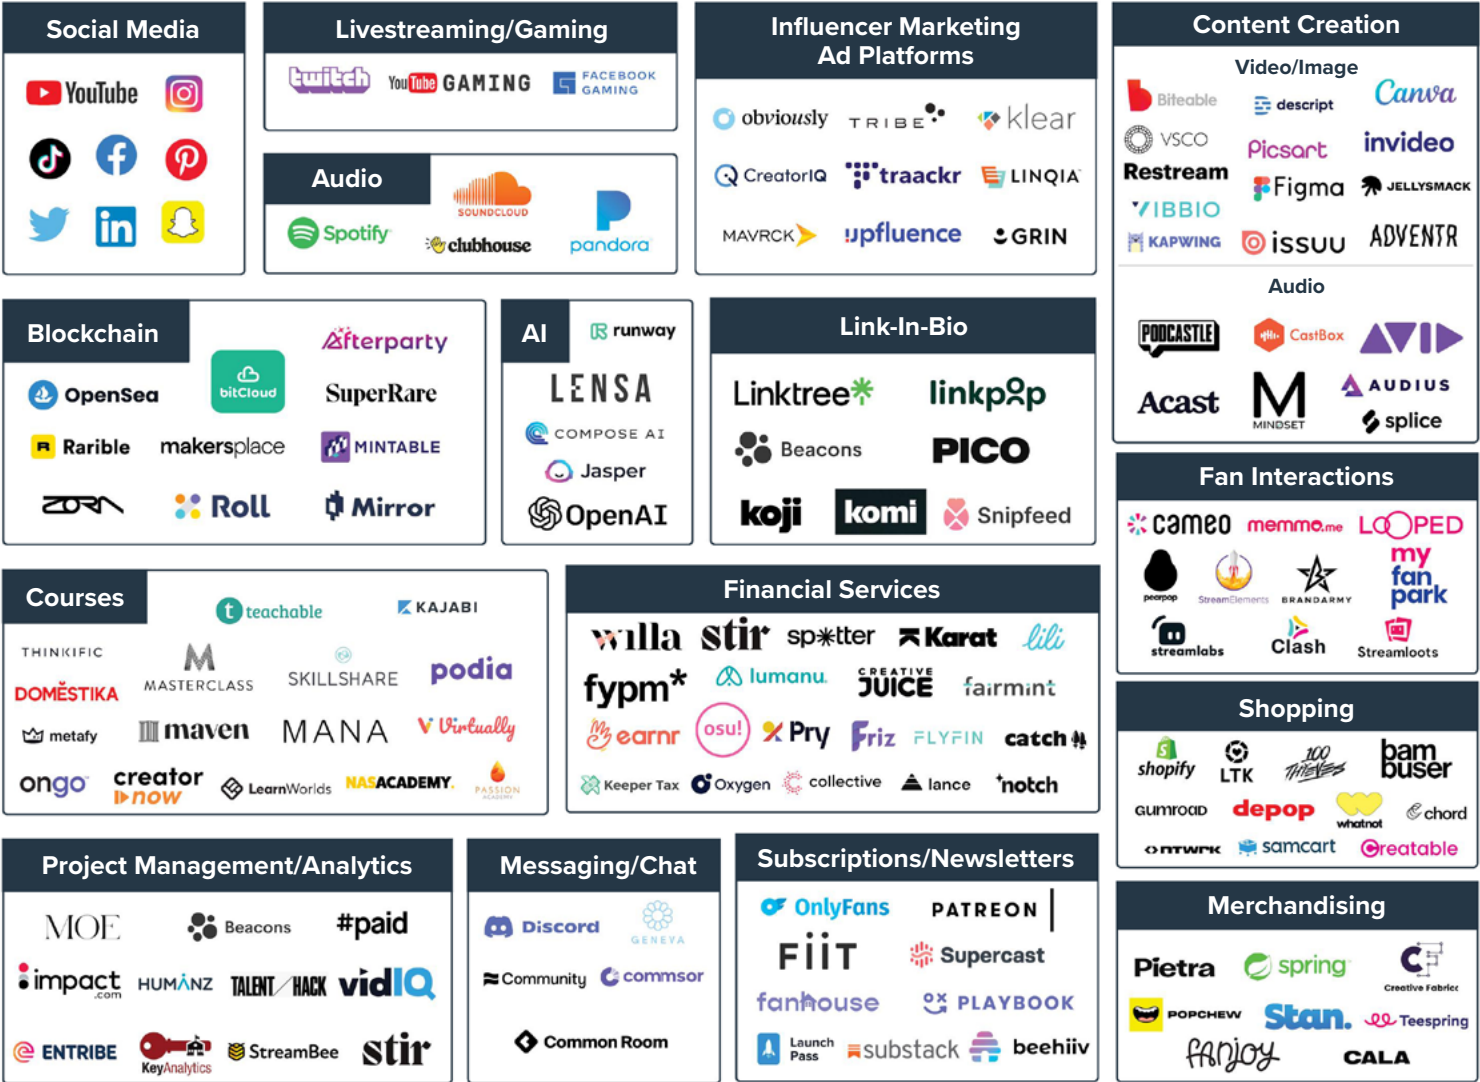 Social Media
YouTube
Livestreaming/Gaming
twitch
YouTube GAMING
FACEBOOK
GAMING
Audio
SOUNDCLOUD
Spotify
clubhouse
pandora
Influencer Marketing
Ad Platforms
obviously
TRIBE
klear
CreatorIQ
traackr
LINQIA
MAVRCK
upfluence
GRIN
Content Creation
Video/Image
Biteable
descript
Canva
VSCO
Picsart
invideo
Restream
Figma
JELLYSMACK
VIBBIO
KAPWING
issuu
ADVENTR
Audio
PODCASTLE
CastBox
AVID
Acast
M
MINDSET
AUDIUS
splice
Blockchain
Afterparty
OpenSea
bitCloud
SuperRare
Rarible
makersplace
MINTABLE
ZORA
Roll
Mirror
AI
runway
LENSA
COMPOSE AI
Jasper
OpenAI
Link-In-Bio
Linktree
linkpop
Beacons
PICO
koji
komi
Snipfeed
Fan Interactions
cameo
memmo.me
LOOPED
pearpop
StreamElements
BRANDARMY
my
fan
park
streamlabs
Clash
Streamloots
Courses
teachable
KAJABI
THINKIFIC
M
MASTERCLASS
SKILLSHARE
podia
DOMESTIKA
metafy
maven
MANA
Virtually
ongo
creator
now
LearnWorlds
NASACADEMY.
PASSION
ACADEMY
Financial Services
willa
stir
spotter
Karat
lili
fypm*
lumanu
CREATIVE
JUICE
fairmint
earnr
osu!
Pry
Friz
FLYFIN
catch
Keeper Tax
Oxygen
collective
lance
notch
Shopping
shopify
LTK
100
THIEVES
bam
buser
GUMROAD
depop
whatnot
chord
NTWRK
samcart
Creatable
Project Management/Analytics
MOE
Beacons
#paid
impact
.com
HUMANZ
TALENT HACK
vidIQ
ENTRIBE
KeyAnalytics
StreamBee
stir
Messaging/Chat
Discord
GENEVA
Community
commsor
Common Room
Subscriptions/Newsletters
OnlyFans
PATREON
FiiT
Supercast
fanhouse
PLAYBOOK
Launch
Pass
substack
beehiiv
Merchandising
Pietra
spring
CF
Creative Fabrica
POPCHEW
Stan.
Teespring
fanjoy
CALA